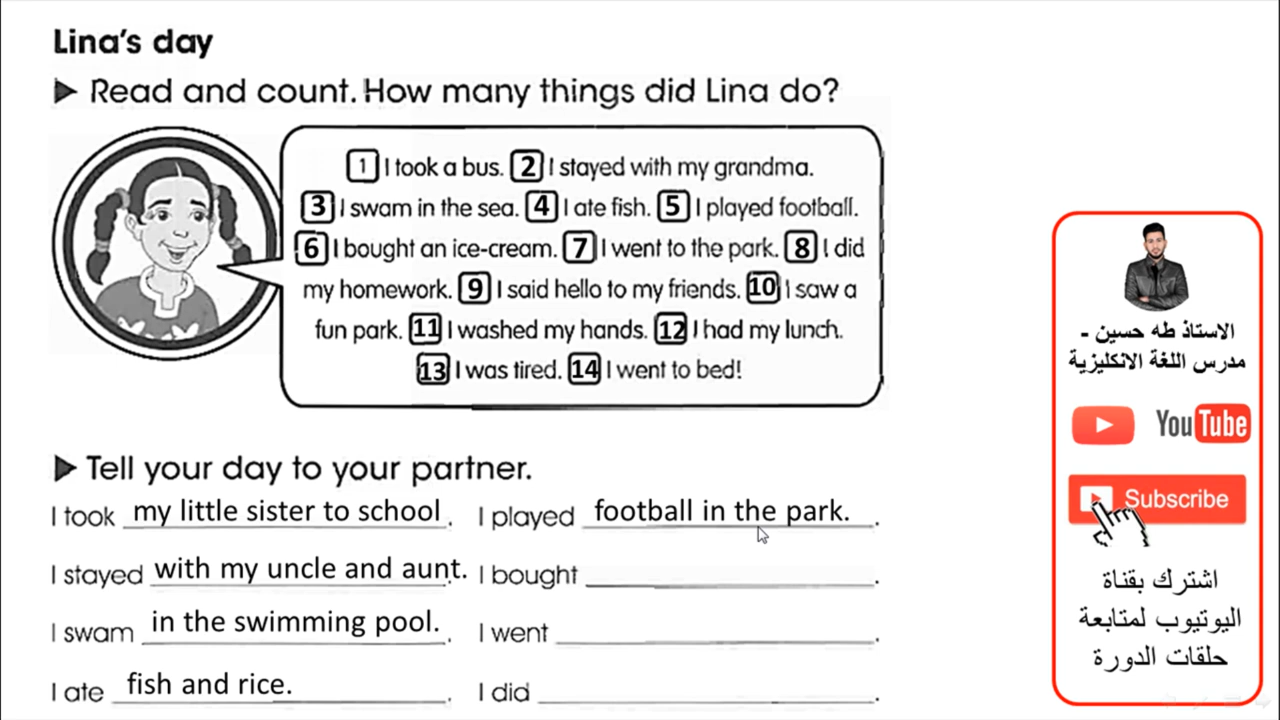 Lina's day
Read and count. How many things did Lina do?
1 I took a bus. 2 I stayed with my grandma.
3 I swam in the sea. 4 I ate fish. 5 I played football.
6 I bought an ice-cream. 7 I went to the park. 8 I did
my homework. 9 I said hello to my friends. 10 I saw a
fun park. 11 I washed my hands. 12 I had my lunch.
13 I was tired. 14 I went to bed!
Tell your day to your partner.
I took my little sister to school.
I played football in the park. .
I stayed with my uncle and aunt. .
I bought .
I swam in the swimming pool. .
I went .
I ate fish and rice. .
I did .
الاستاذ طه حسين -
مدرس اللغة الانكليزية
YouTube
Subscribe
اشترك بقناة
اليوتيوب لمتابعة
حلقات الدورة